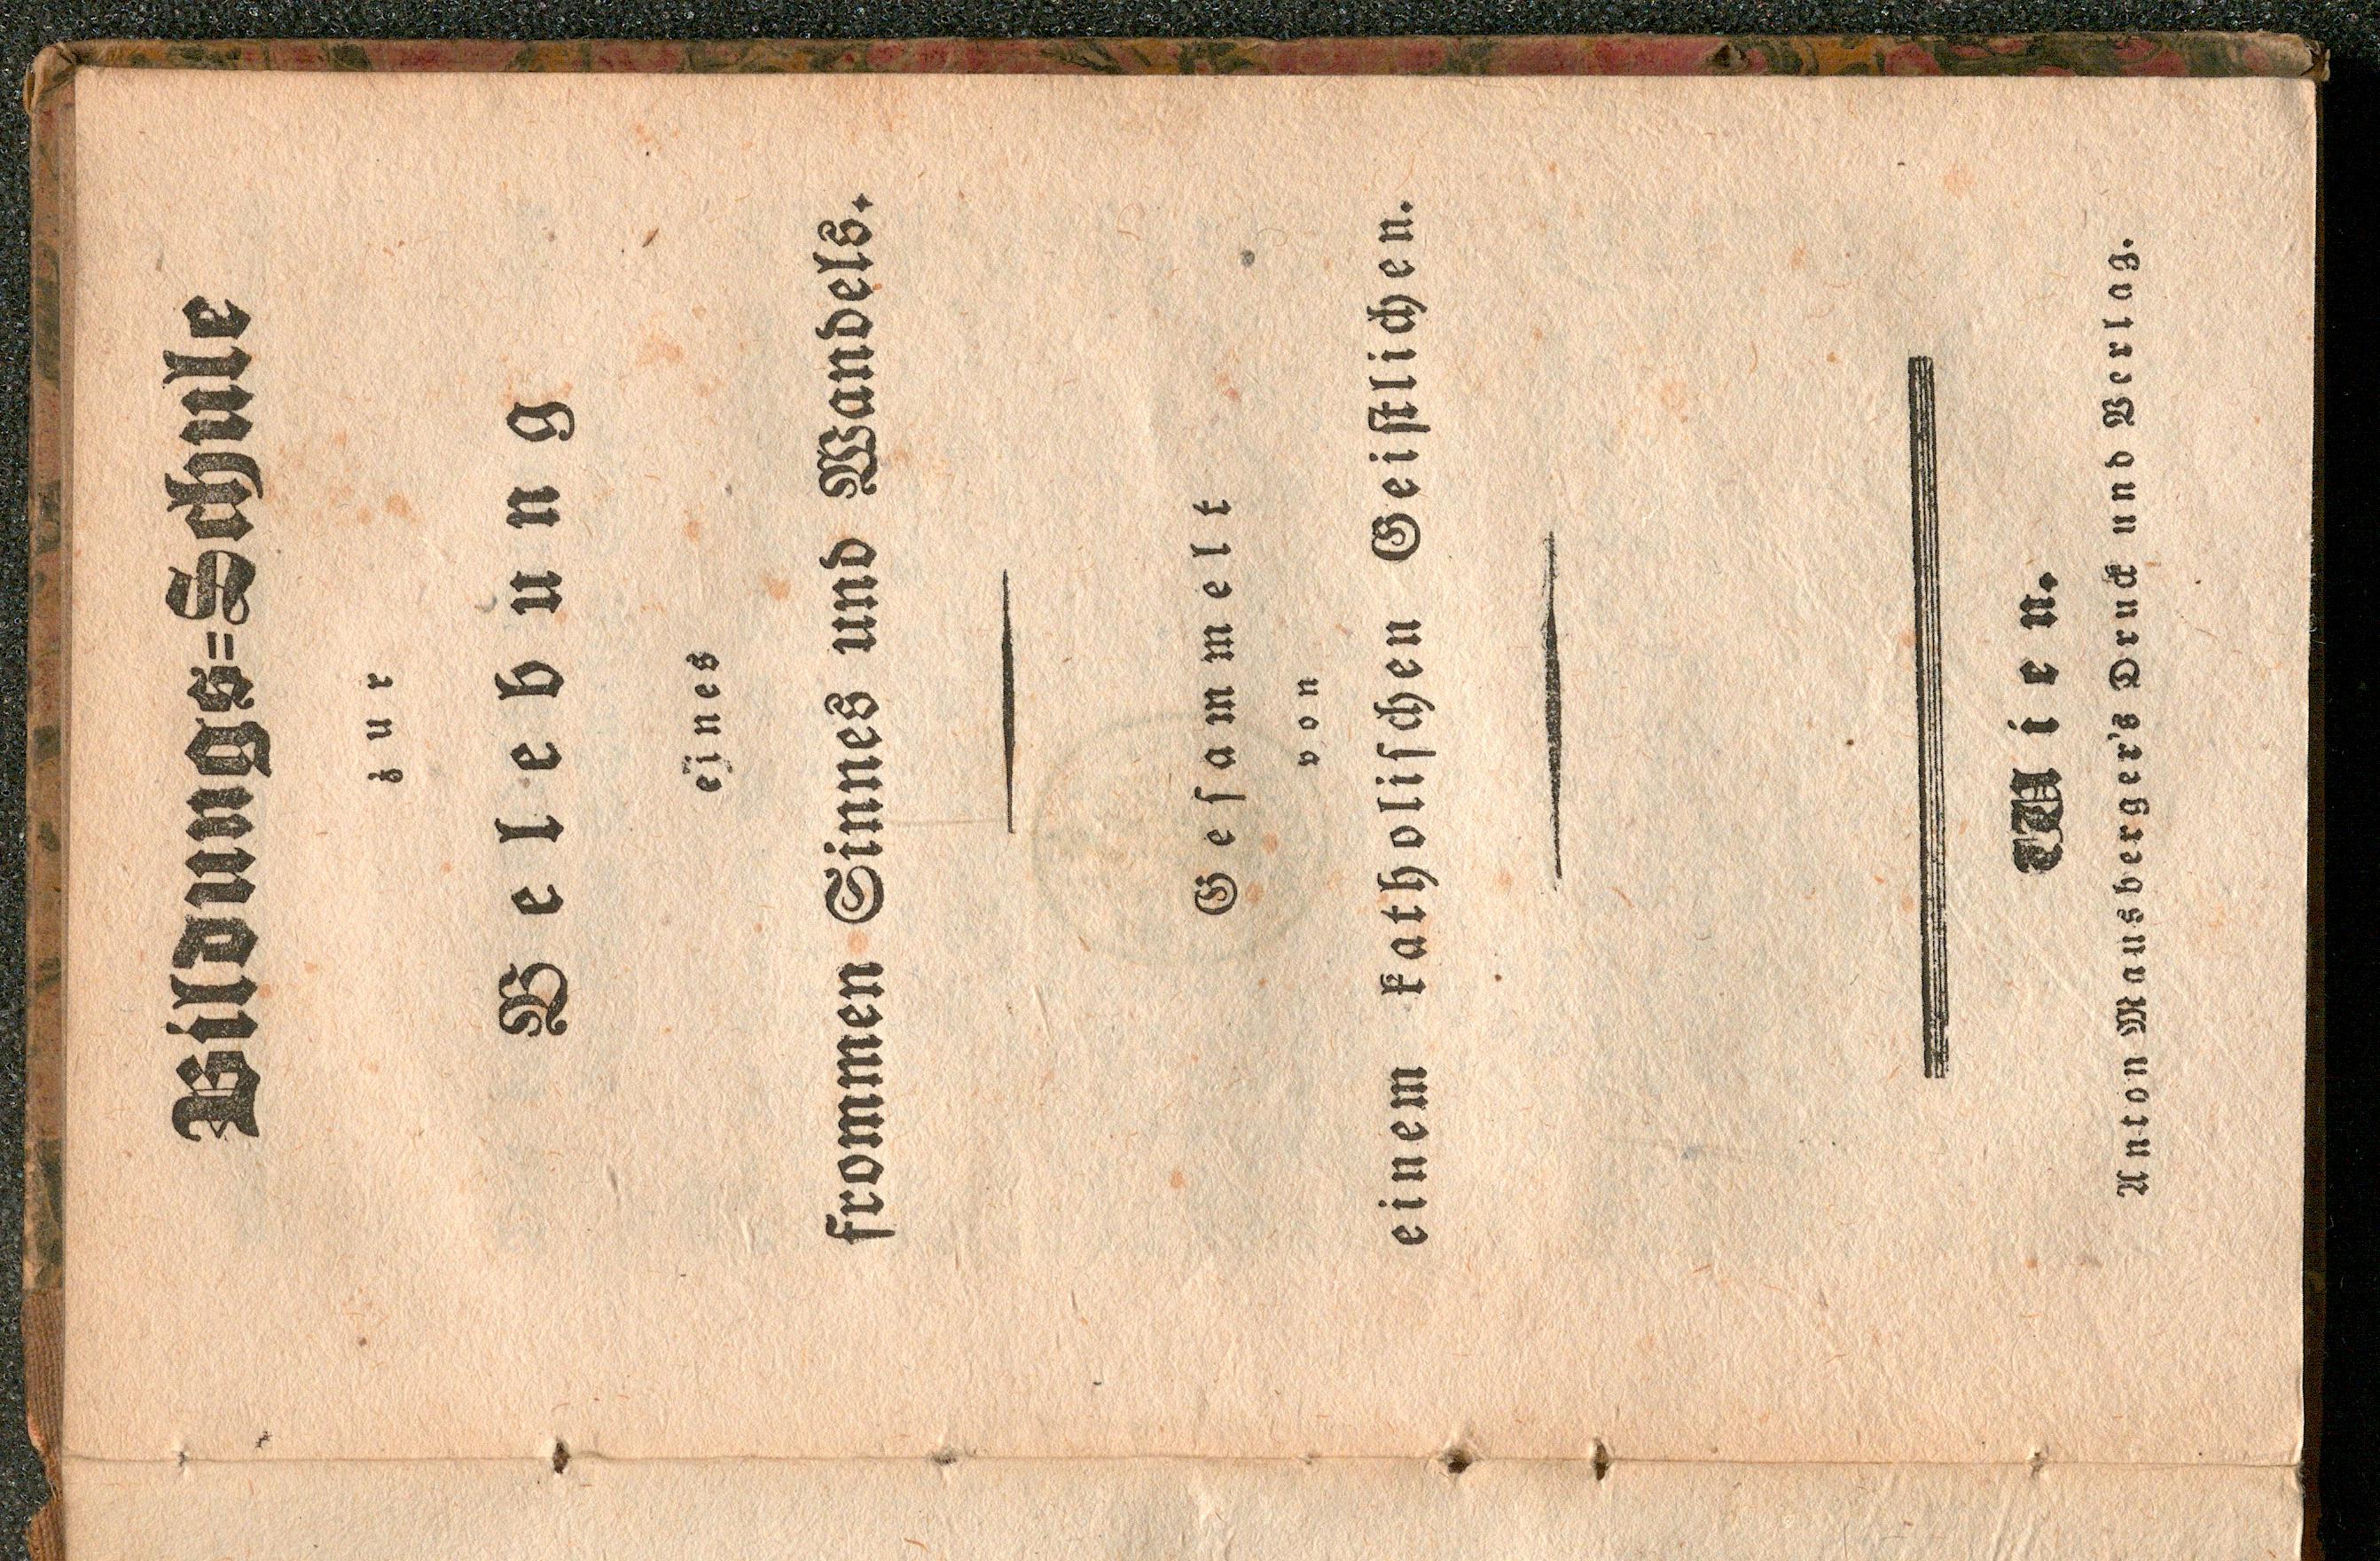 Bildungs=Schule
zur
Belebung
eines
frommen Sinnes und Wandels.
Geſammelt
von
einem katholiſchen Geiſtlichen.
Wien.
Anton Mausberger's Druck und Verlag.